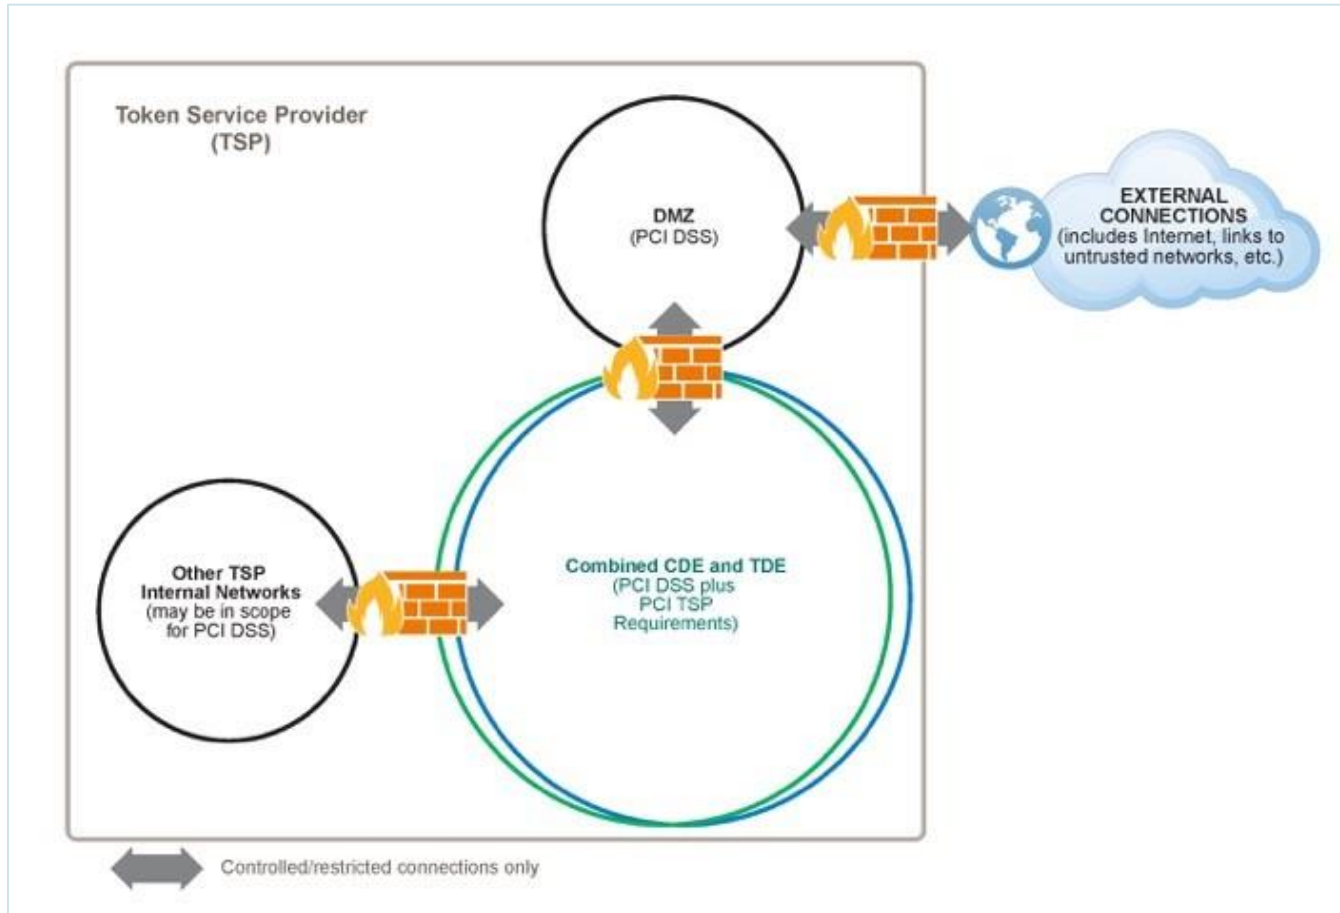 Token Service Provider
(TSP)
DMZ
(PCI DSS)
EXTERNAL
CONNECTIONS
(includes Internet, links to
untrusted networks, etc.)
Other TSP
Internal Networks
(may be in scope
for PCI DSS)
Combined CDE and TDE
(PCI DSS plus
PCI TSP
Requirements)
Controlled/restricted connections only